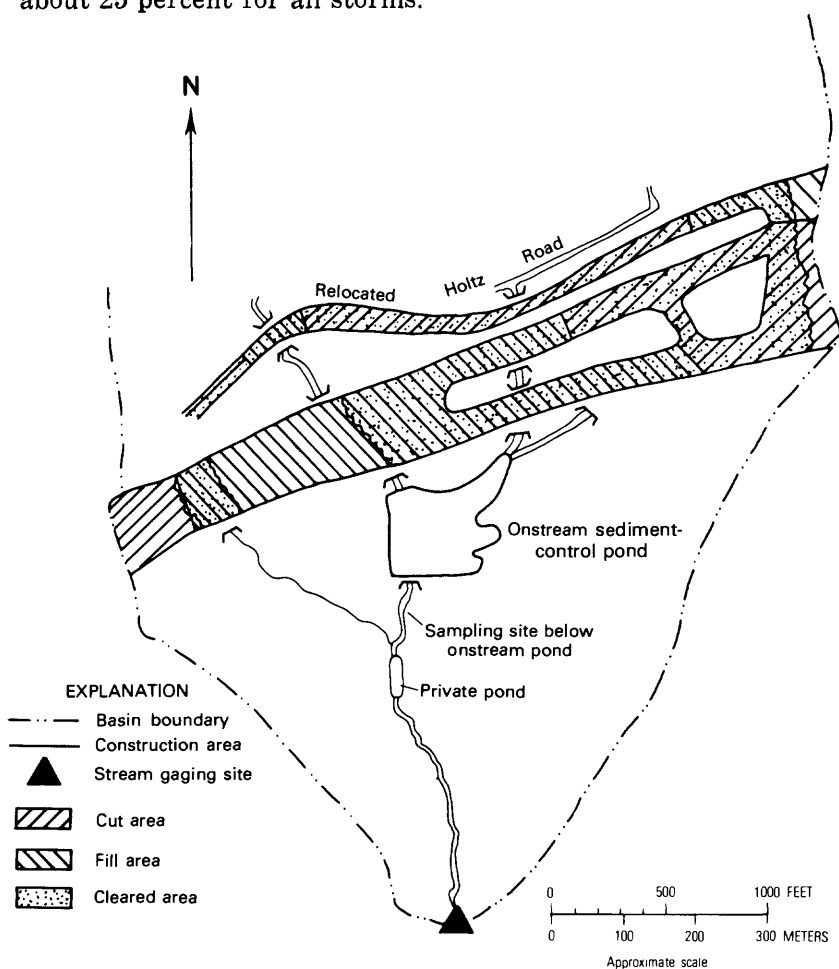 about 25 percent for all storms.
N
Holtz Road
Relocated
Onstream sediment-
control pond
Sampling site below
onstream pond
Private pond
EXPLANATION
Basin boundary
Construction area
Stream gaging site
Cut area
Fill area
Cleared area
0 500 1000 FEET
0 100 200 300 METERS
Approximate scale